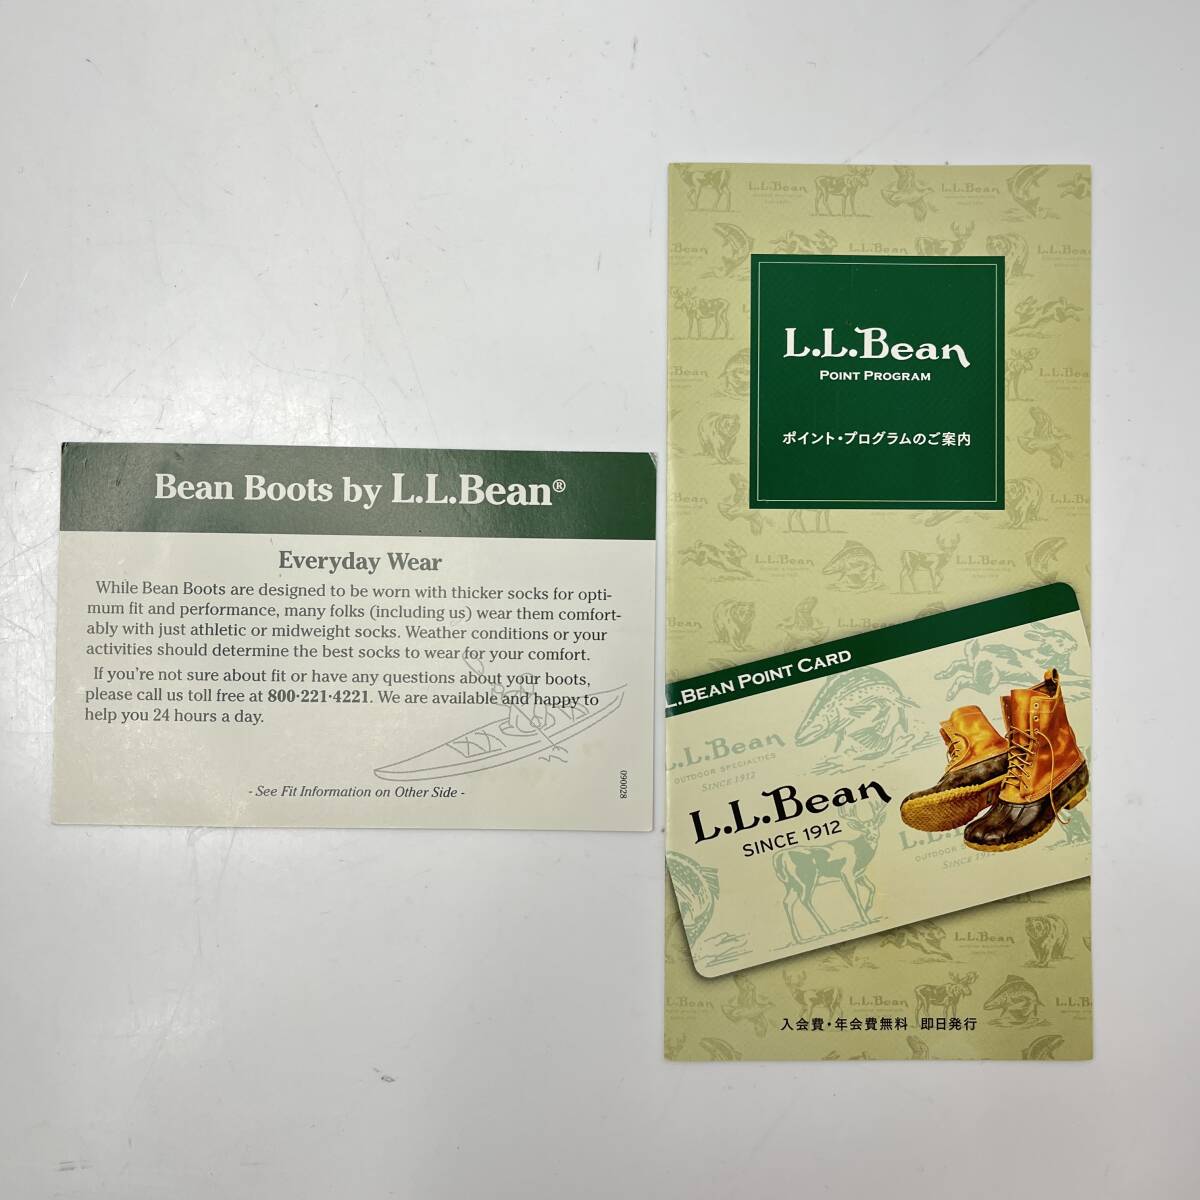 Bean Boots by L.L.Bean®
Everyday Wear
While Bean Boots are designed to be worn with thicker socks for opti-
mum fit and performance, many folks (including us) wear them comfort-
ably with just athletic or midweight socks. Weather conditions or your
activities should determine the best socks to wear for your comfort.
If you're not sure about fit or have any questions about your boots,
please call us toll free at 800·221·4221. We are available and happy to
help you 24 hours a day.
- See Fit Information on Other Side -
090028
L.L.Bean
POINT PROGRAM
ポイント・プログラムのご案内
L.BEAN POINT CARD
L.L.Bean
OUTDOOR SPECIALTIES
SINCE 1912
L.L.Bean
SINCE 1912
入会費・年会費無料 即日発行